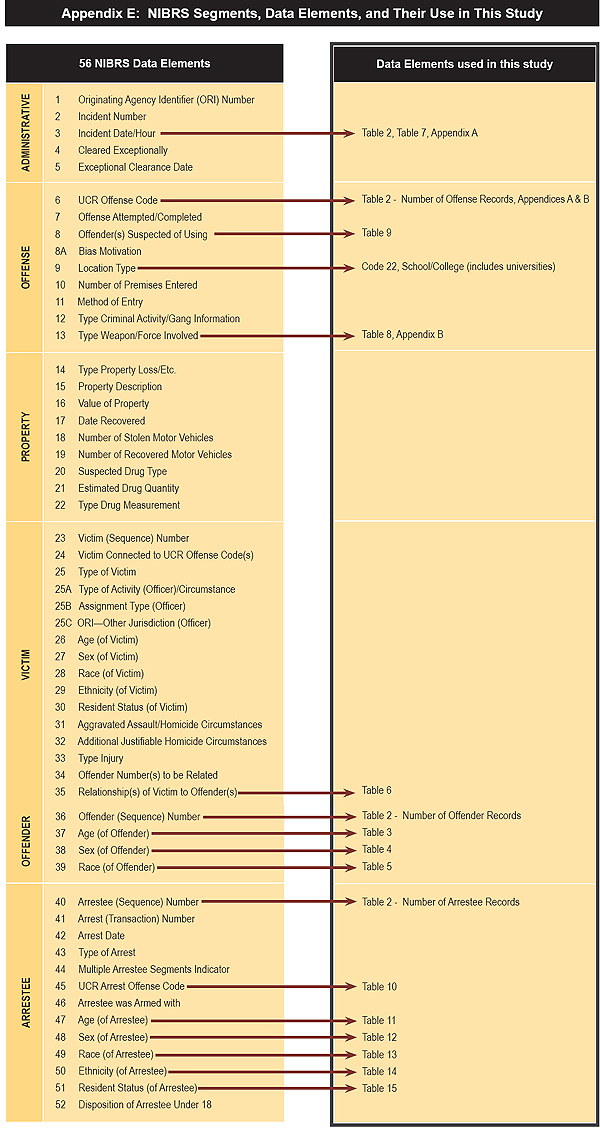 Appendix E: NIBRS Segments, Data Elements, and Their Use in This Study
56 NIBRS Data Elements
Data Elements used in this study
ADMINISTRATIVE
1 Originating Agency Identifier (ORI) Number
2 Incident Number
3 Incident Date/Hour Table 2, Table 7, Appendix A
4 Cleared Exceptionally
5 Exceptional Clearance Date
OFFENSE
6 UCR Offense Code Table 2 - Number of Offense Records, Appendices A & B
7 Offense Attempted/Completed
8 Offender(s) Suspected of Using Table 9
8A Bias Motivation
9 Location Type Code 22, School/College (includes universities)
10 Number of Premises Entered
11 Method of Entry
12 Type Criminal Activity/Gang Information
13 Type Weapon/Force Involved Table 8, Appendix B
PROPERTY
14 Type Property Loss/Etc.
15 Property Description
16 Value of Property
17 Date Recovered
18 Number of Stolen Motor Vehicles
19 Number of Recovered Motor Vehicles
20 Suspected Drug Type
21 Estimated Drug Quantity
22 Type Drug Measurement
VICTIM
23 Victim (Sequence) Number
24 Victim Connected to UCR Offense Code(s)
25 Type of Victim
25A Type of Activity (Officer)/Circumstance
25B Assignment Type (Officer)
25C ORI—Other Jurisdiction (Officer)
26 Age (of Victim)
27 Sex (of Victim)
28 Race (of Victim)
29 Ethnicity (of Victim)
30 Resident Status (of Victim)
31 Aggravated Assault/Homicide Circumstances
32 Additional Justifiable Homicide Circumstances
33 Type Injury
34 Offender Number(s) to be Related
35 Relationship(s) of Victim to Offender(s) Table 6
OFFENDER
36 Offender (Sequence) Number Table 2 - Number of Offender Records
37 Age (of Offender) Table 3
38 Sex (of Offender) Table 4
39 Race (of Offender) Table 5
ARRESTEE
40 Arrestee (Sequence) Number Table 2 - Number of Arrestee Records
41 Arrest (Transaction) Number
42 Arrest Date
43 Type of Arrest
44 Multiple Arrestee Segments Indicator
45 UCR Arrest Offense Code Table 10
46 Arrestee was Armed with
47 Age (of Arrestee) Table 11
48 Sex (of Arrestee) Table 12
49 Race (of Arrestee) Table 13
50 Ethnicity (of Arrestee) Table 14
51 Resident Status (of Arrestee) Table 15
52 Disposition of Arrestee Under 18